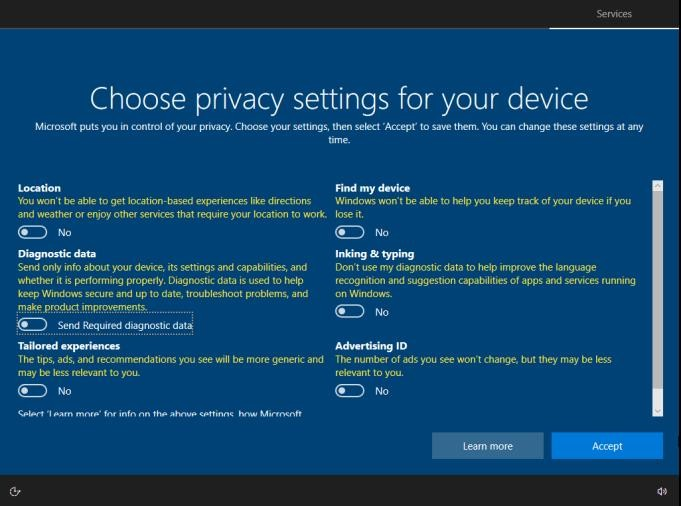 Services
Choose privacy settings for your device
Microsoft puts you in control of your privacy. Choose your settings, then select 'Accept' to save them. You can change these settings at any
time.
Location
You won't be able to get location-based experiences like directions
and weather or enjoy other services that require your location to work.
No
Find my device
Windows won't be able to help you keep track of your device if you
lose it.
No
Diagnostic data
Send only info about your device, its settings and capabilities, and
whether it is performing properly. Diagnostic data is used to help
keep Windows secure and up to date, troubleshoot problems, and
make product improvements.
Send Required diagnostic data
Inking & typing
Don't use my diagnostic data to help improve the language
recognition and suggestion capabilities of apps and services running
on Windows.
No
Tailored experiences
The tips, ads, and recommendations you see will be more generic and
may be less relevant to you.
No
Advertising ID
The number of ads you see won't change, but they may be less
relevant to you.
No
Select 'Learn more' for info on the above settings, how Microsoft
Learn more
Accept